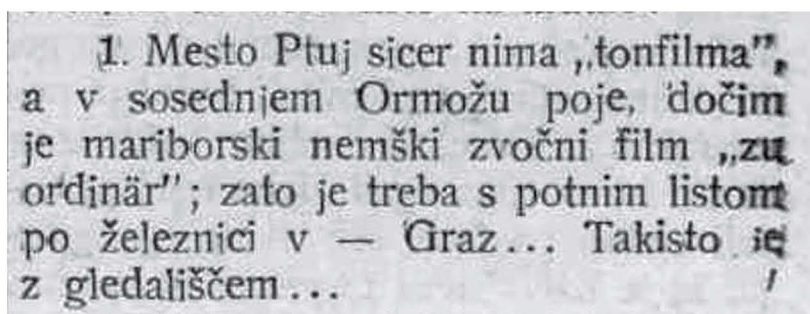 1. Mesto Ptuj sicer nima „tonfilma",
a v sosednjem Ormožu poje, dočim
je mariborski nemški zvočni film „zu
ordinär"; zato je treba s potnim listom
po železnici v — Graz... Takisto je
z gledališčem...